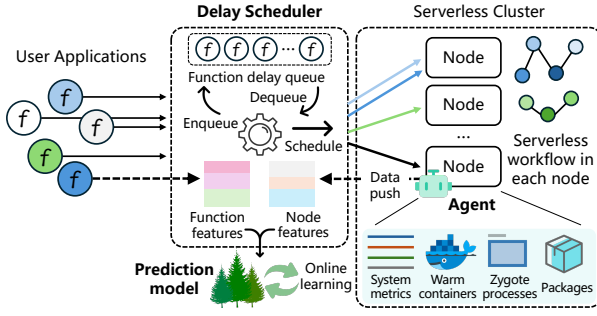 Delay Scheduler
Serverless Cluster
User Applications
f f f ... f
Function delay queue
Dequeue
Enqueue
Schedule
f
f
f
f
f
Node
Node
...
Node
Serverless
workflow in
each node
Data
push
Agent
Function
features
Node
features
Prediction
model
Online
learning
System
metrics
Warm
containers
Zygote
processes
Packages